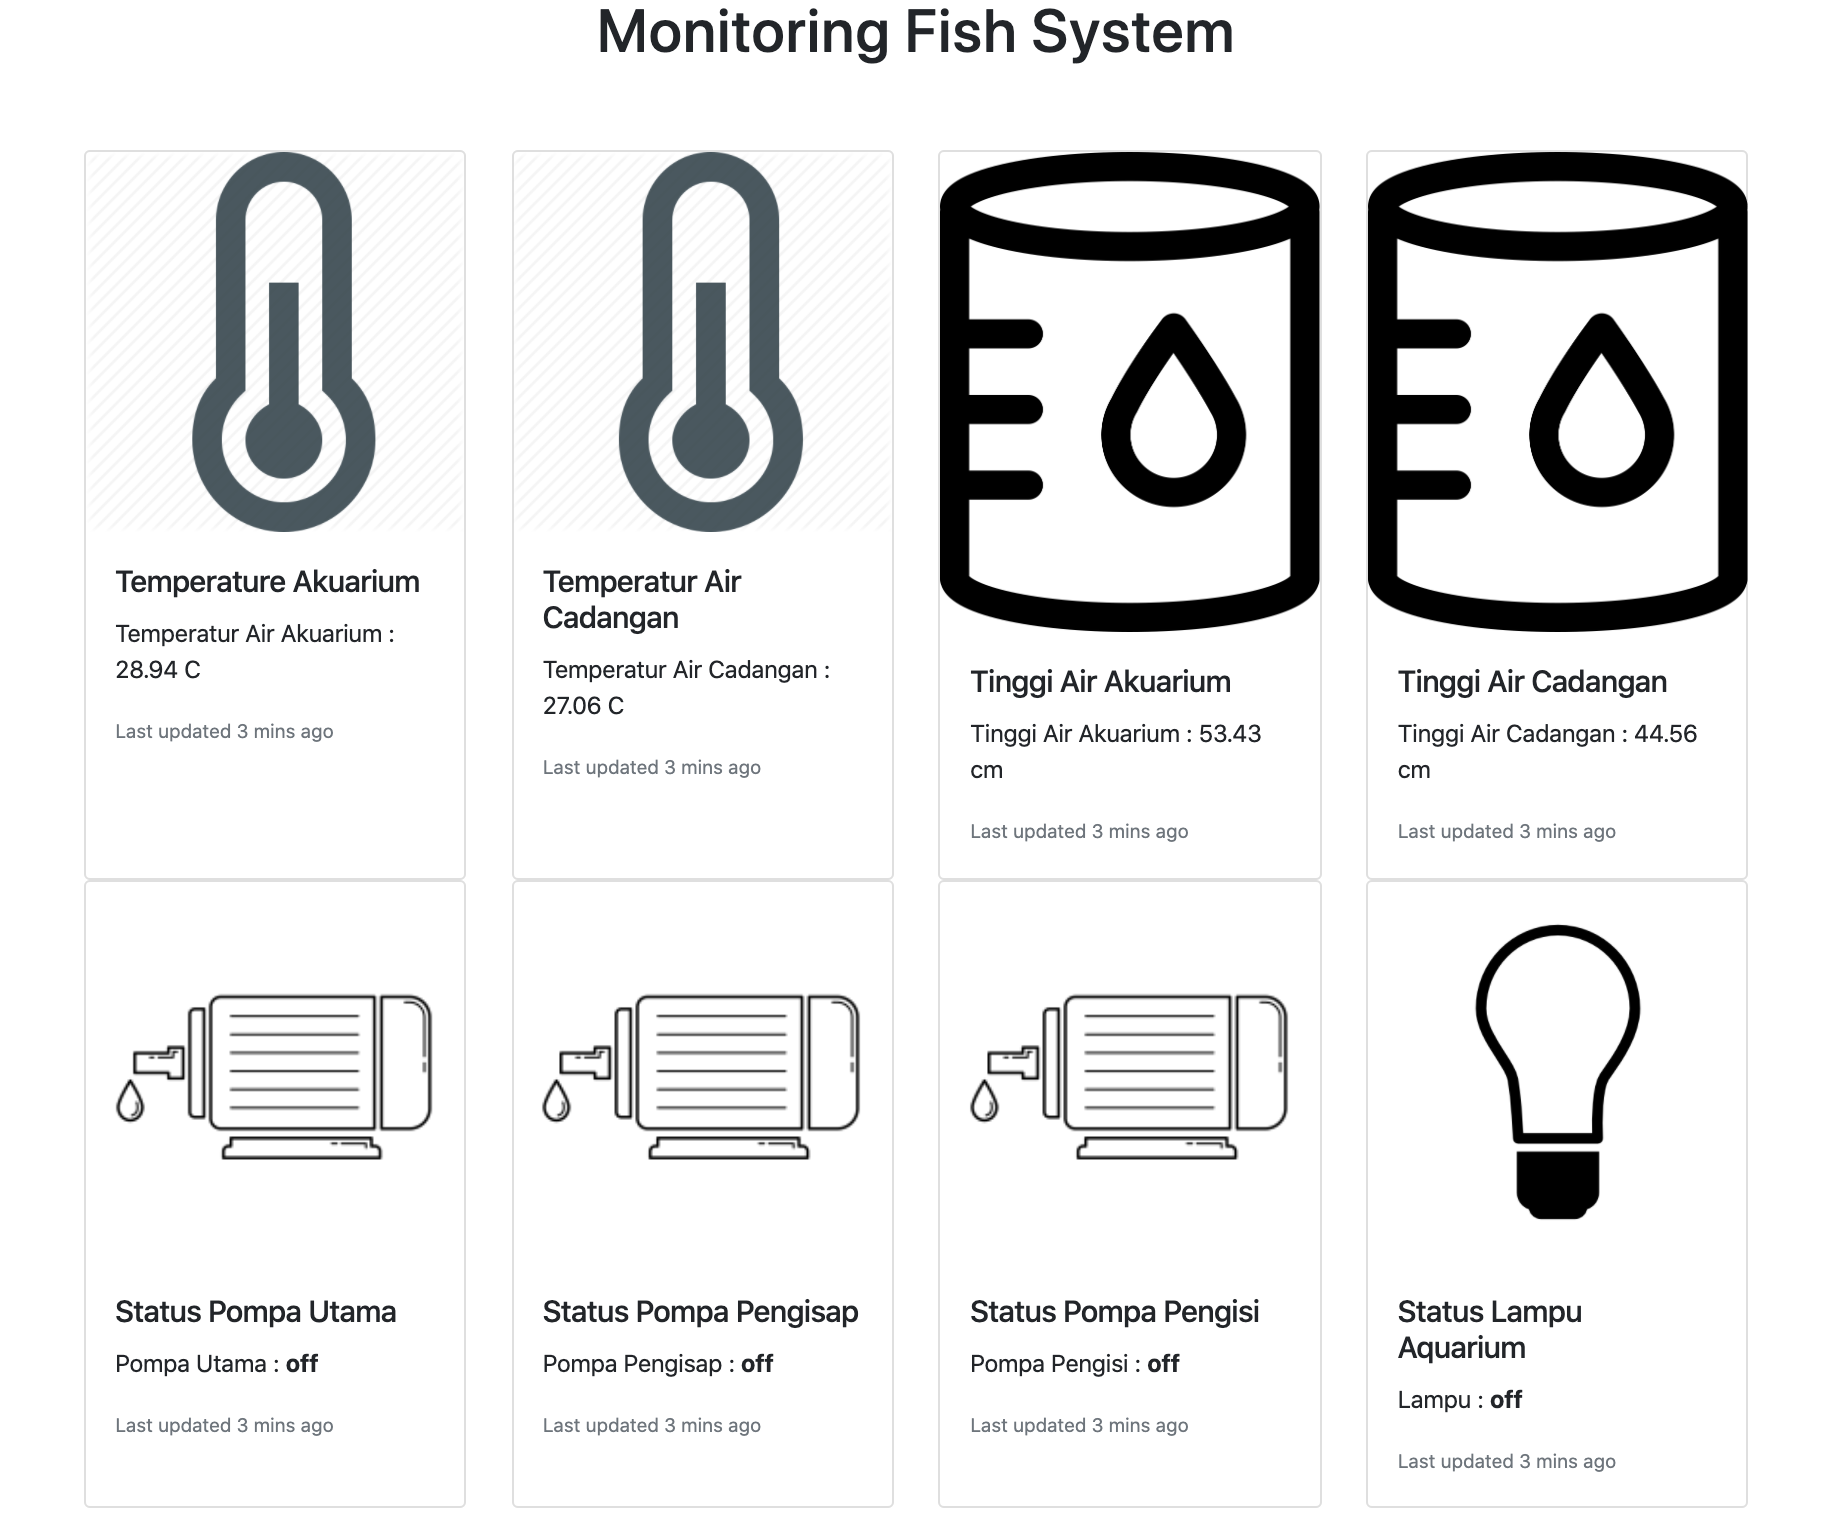 Monitoring Fish System
Temperature Akuarium
Temperatur Air Akuarium :
28.94 C
Last updated 3 mins ago
Temperatur Air
Cadangan
Temperatur Air Cadangan :
27.06 C
Last updated 3 mins ago
Tinggi Air Akuarium
Tinggi Air Akuarium : 53.43
cm
Last updated 3 mins ago
Tinggi Air Cadangan
Tinggi Air Cadangan : 44.56
cm
Last updated 3 mins ago
Status Pompa Utama
Pompa Utama : off
Last updated 3 mins ago
Status Pompa Pengisap
Pompa Pengisap : off
Last updated 3 mins ago
Status Pompa Pengisi
Pompa Pengisi : off
Last updated 3 mins ago
Status Lampu
Aquarium
Lampu : off
Last updated 3 mins ago